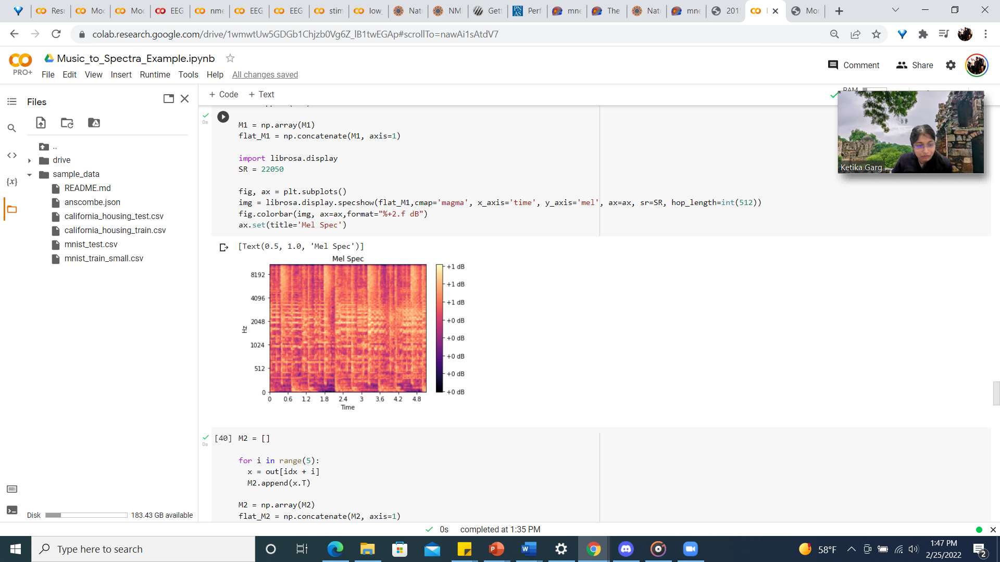 Res
Moc
Moc
EEG
nme
EEG
EEG
stim
low_
Natu
NM
Gett
PNAS
Perf
mne
The
Natu
mne
201
Mor
colab.research.google.com/drive/1wmwtUw5GDGb1Chjzb0Vg6Z_lB1twEGAp#scrollTo=nawAi1sAtdV7
PRO+
Music_to_Spectra_Example.ipynb
File Edit View Insert Runtime Tools Help All changes saved
Comment Share
Files
+ Code + Text
RAM
..
drive
sample_data
README.md
anscombe.json
california_housing_test.csv
california_housing_train.csv
mnist_test.csv
mnist_train_small.csv
{x}
Disk 183.43 GB available
0s
M1 = np.array(M1)
flat_M1 = np.concatenate(M1, axis=1)
import librosa.display
SR = 22050
fig, ax = plt.subplots()
img = librosa.display.specshow(flat_M1,cmap='magma', x_axis='time', y_axis='mel', ax=ax, sr=SR, hop_length=int(512))
fig.colorbar(img, ax=ax,format="%+2.f dB")
ax.set(title='Mel Spec')
Ketika Garg
[Text(0.5, 1.0, 'Mel Spec')]
Mel Spec
8192
4096
2048
1024
512
0
Hz
0 0.6 1.2 1.8 2.4 3 3.6 4.2 4.8
Time
+1 dB
+1 dB
+1 dB
+0 dB
+0 dB
+0 dB
+0 dB
+0 dB
0s
[40] M2 = []
for i in range(5):
x = out[idx + i]
M2.append(x.T)
M2 = np.array(M2)
flat_M2 = np.concatenate(M2, axis=1)
0s completed at 1:35 PM
Type here to search
58°F
1:47 PM
2/25/2022
2